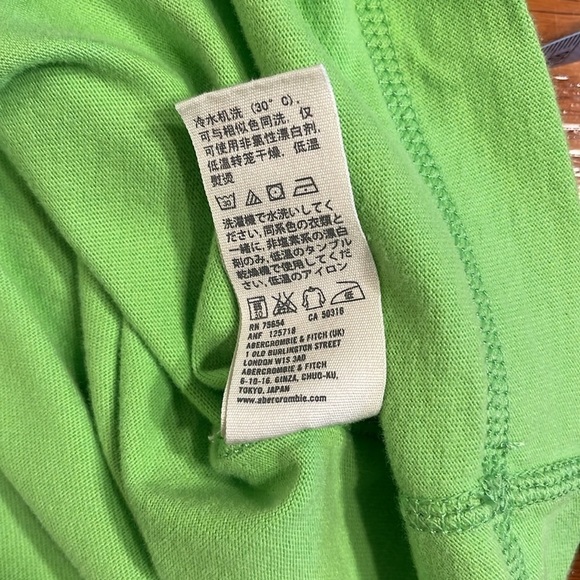 冷水机洗 (30° C),
可与相似色同洗, 仅
可使用非氯性漂白剂,
低温转笼干燥, 低温
熨烫
30
洗濯機で水洗いしてく
ださい, 同系色の衣類と
一緒に, 非塩素系の漂白
剤のみ, 低温のタンブル
乾燥機で使用してくだ
さい, 低温のアイロン
RN 75654 CA 50316
ANF 125718
ABERCROMBIE & FITCH (UK)
1 OLD BURLINGTON STREET
LONDON W1S 3AD
ABERCROMBIE & FITCH
6-10-16, GINZA, CHUO-KU,
TOKYO, JAPAN
www.abercrombie.com